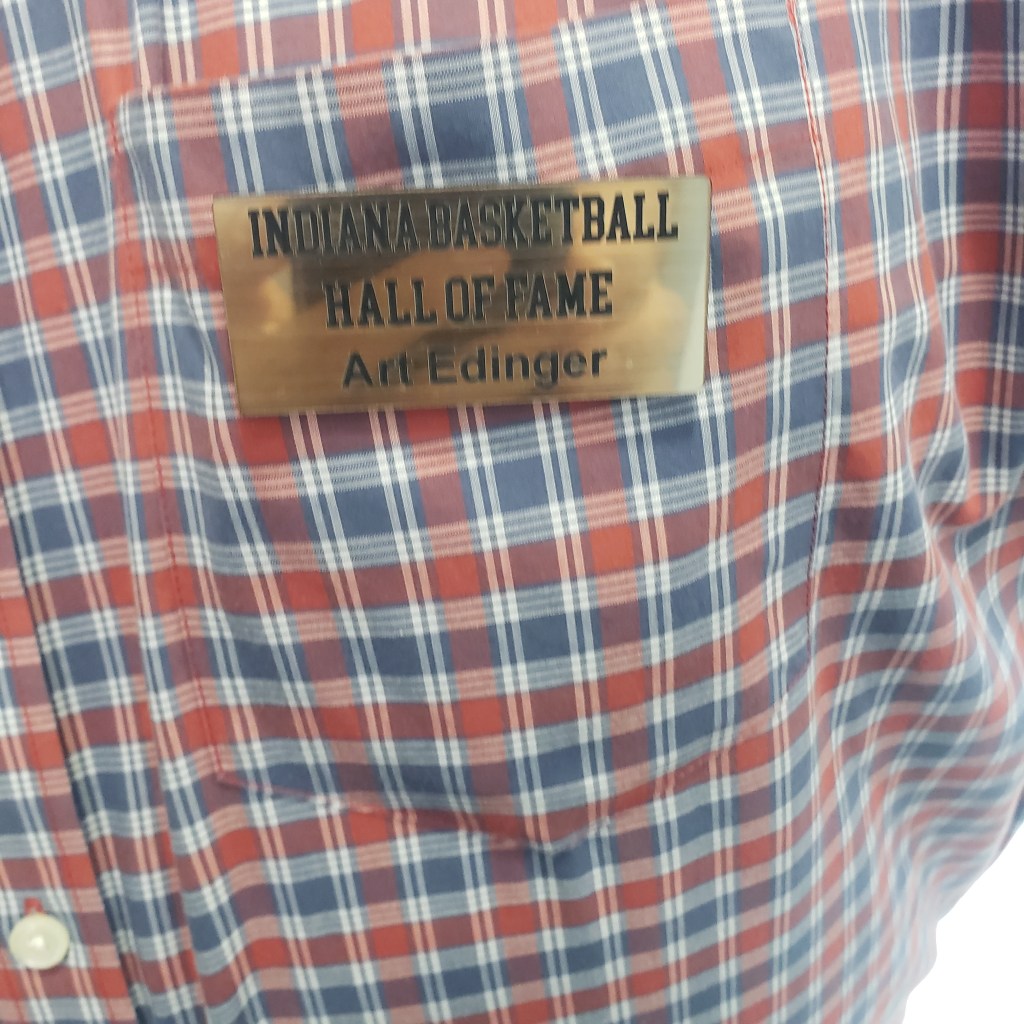 INDIANA BASKETBALL
HALL OF FAME
Art Edinger